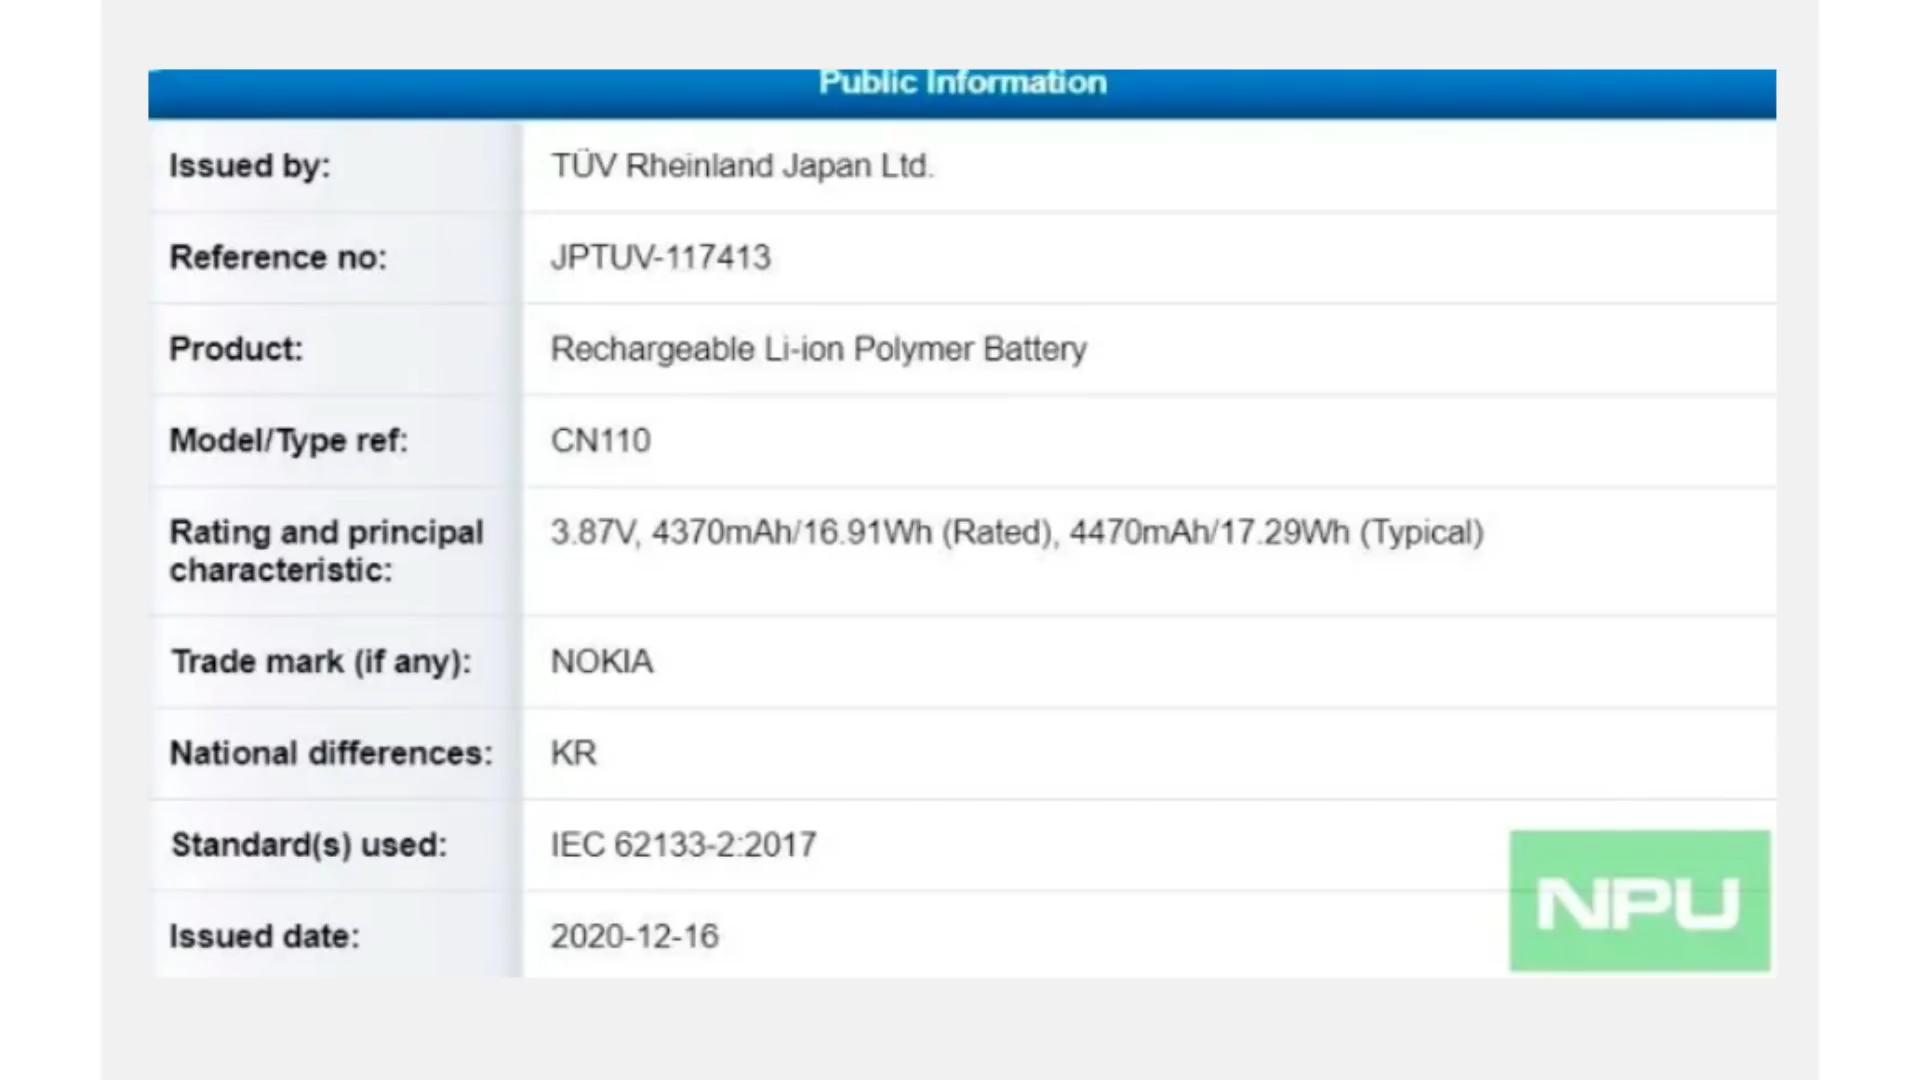 Public Information
Issued by: TÜV Rheinland Japan Ltd.
Reference no: JPTUV-117413
Product: Rechargeable Li-ion Polymer Battery
Model/Type ref: CN110
Rating and principal characteristic: 3.87V, 4370mAh/16.91Wh (Rated), 4470mAh/17.29Wh (Typical)
Trade mark (if any): NOKIA
National differences: KR
Standard(s) used: IEC 62133-2:2017
Issued date: 2020-12-16
NPU